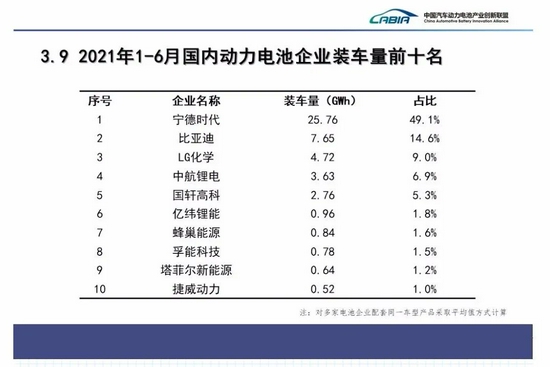 CABIA 中国汽车动力电池产业创新联盟
China Automotive Battery Innovation Alliance
3.9 2021年1-6月国内动力电池企业装车量前十名
序号 企业名称 装车量（GWh） 占比
1 宁德时代 25.76 49.1%
2 比亚迪 7.65 14.6%
3 LG化学 4.72 9.0%
4 中航锂电 3.63 6.9%
5 国轩高科 2.76 5.3%
6 亿纬锂能 0.96 1.8%
7 蜂巢能源 0.84 1.6%
8 孚能科技 0.78 1.5%
9 塔菲尔新能源 0.64 1.2%
10 捷威动力 0.52 1.0%
注：对多家电池企业配套同一车型产品采取平均值方式计算